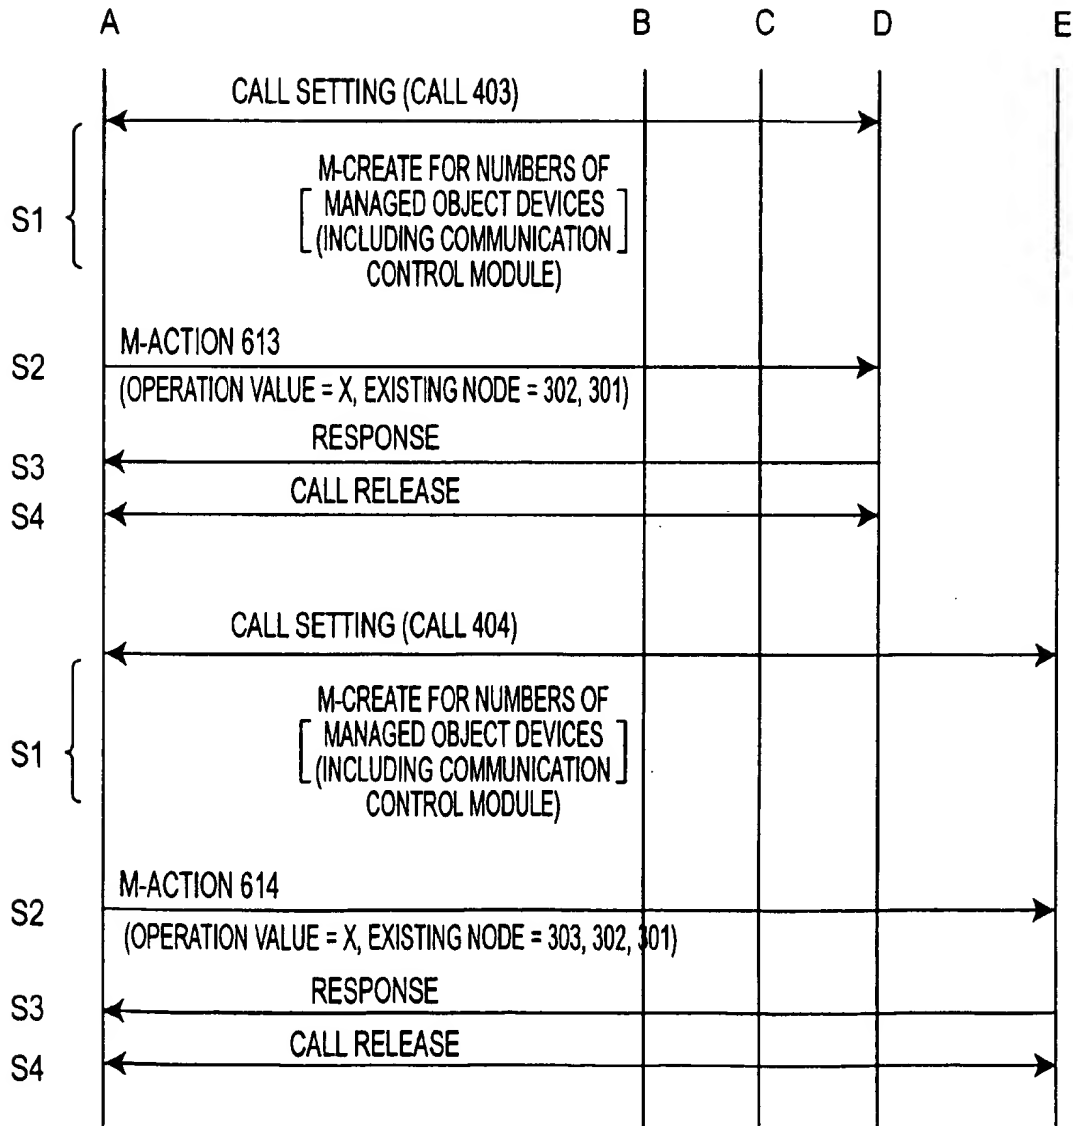 A B C D E
CALL SETTING (CALL 403)
S1
M-CREATE FOR NUMBERS OF
MANAGED OBJECT DEVICES
(INCLUDING COMMUNICATION
CONTROL MODULE)
M-ACTION 613
S2
(OPERATION VALUE = X, EXISTING NODE = 302, 301)
RESPONSE
S3
CALL RELEASE
S4
CALL SETTING (CALL 404)
M-CREATE FOR NUMBERS OF
MANAGED OBJECT DEVICES
S1
(INCLUDING COMMUNICATION
CONTROL MODULE)
M-ACTION 614
S2
(OPERATION VALUE = X, EXISTING NODE = 303, 302, 301)
RESPONSE
S3
CALL RELEASE
S4